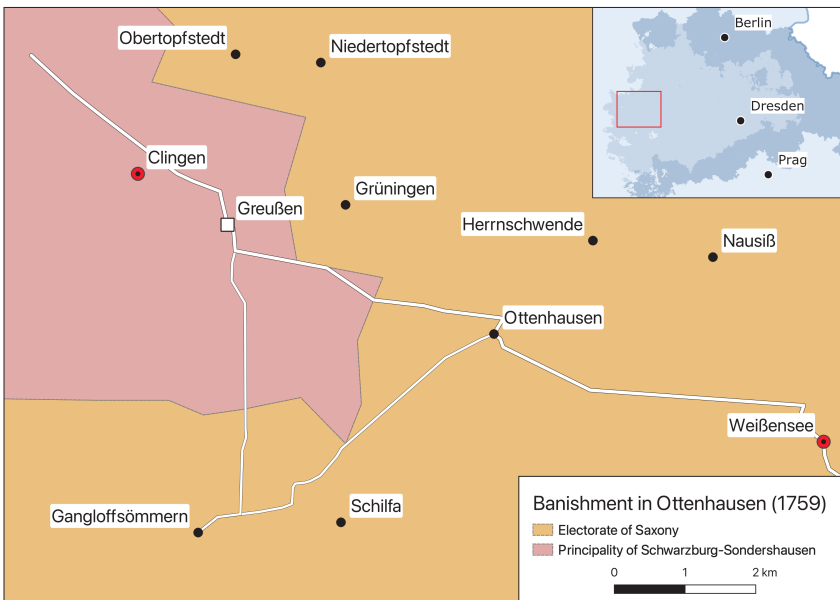 Obertopfstedt
Niedertopfstedt
Berlin
Dresden
Prag
Clingen
Grüningen
Greußen
Herrnschwende
Nausiß
Ottenhausen
Weißensee
Gangloffsömmern
Schilfa
Banishment in Ottenhausen (1759)
Electorate of Saxony
Principality of Schwarzburg-Sondershausen
0 1 2 km